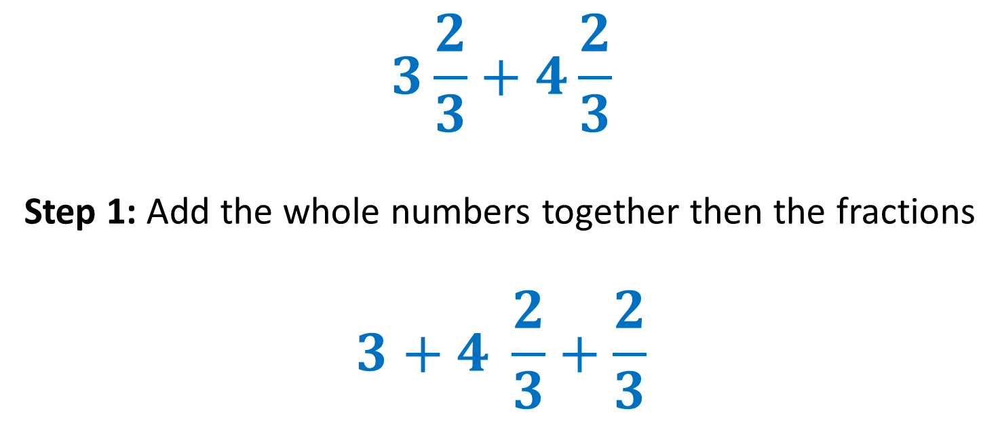 3 2/3 + 4 2/3
Step 1: Add the whole numbers together then the fractions
3 + 4 2/3 + 2/3